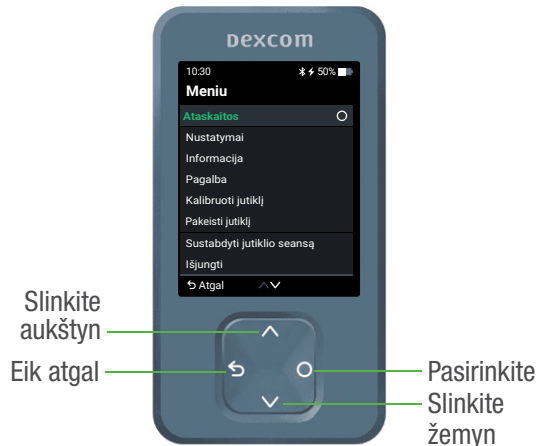 Dexcom
10:30 50%
Meniu
Ataskaitos
Nustatymai
Informacija
Pagalba
Kalibruoti jutiklį
Pakeisti jutiklį
Sustabdyti jutiklio seansą
Išjungti
Atgal
Slinkite
aukštyn
Eik atgal
Pasirinkite
Slinkite
žemyn